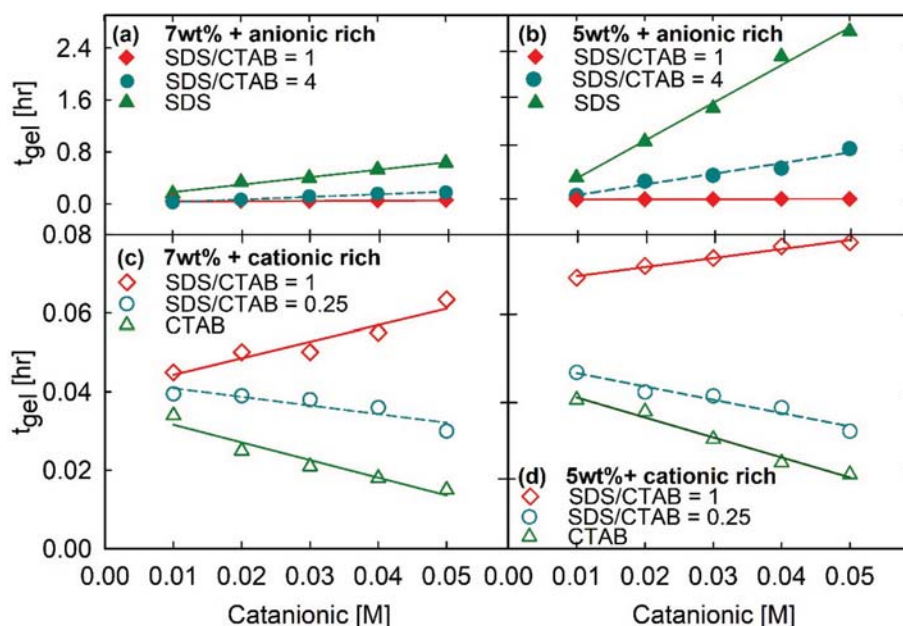 (a) 7wt% + anionic rich
SDS/CTAB = 1
SDS/CTAB = 4
SDS
(b) 5wt% + anionic rich
SDS/CTAB = 1
SDS/CTAB = 4
SDS
tgel [hr]
2.4
1.6
0.8
0.0
(c) 7wt% + cationic rich
SDS/CTAB = 1
SDS/CTAB = 0.25
CTAB
(d) 5wt%+ cationic rich
SDS/CTAB = 1
SDS/CTAB = 0.25
CTAB
tgel [hr]
0.08
0.06
0.04
0.02
0.00
0.00 0.01 0.02 0.03 0.04 0.05 0.00 0.01 0.02 0.03 0.04 0.05
Catanionic [M] Catanionic [M]